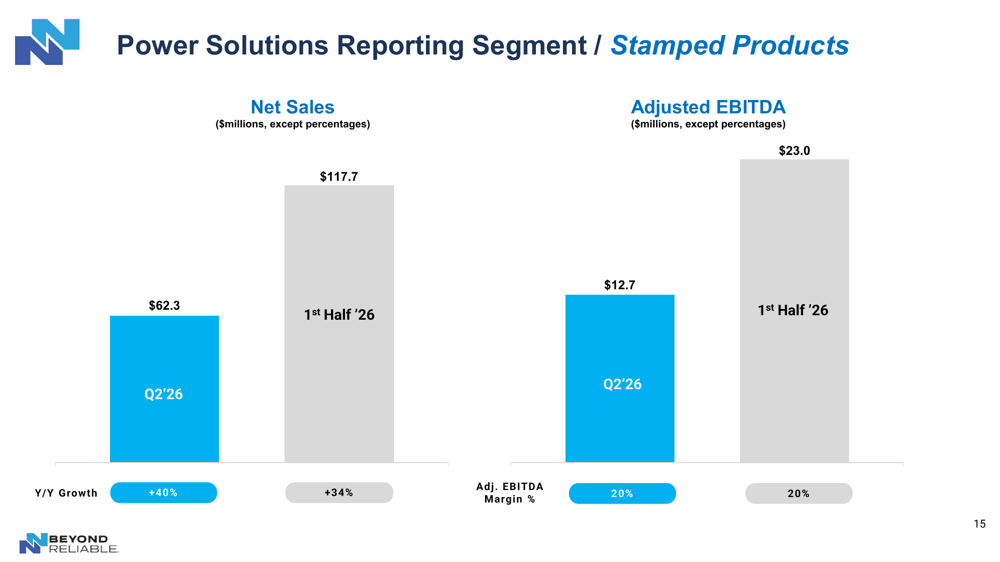 Power Solutions Reporting Segment / Stamped Products
Net Sales
($millions, except percentages)
$117.7
$62.3
1st Half ’26
Q2’26
Y/Y Growth
+40%
+34%
Adjusted EBITDA
($millions, except percentages)
$23.0
$12.7
1st Half ’26
Q2’26
Adj. EBITDA
Margin %
20%
20%
15
BEYOND
RELIABLE